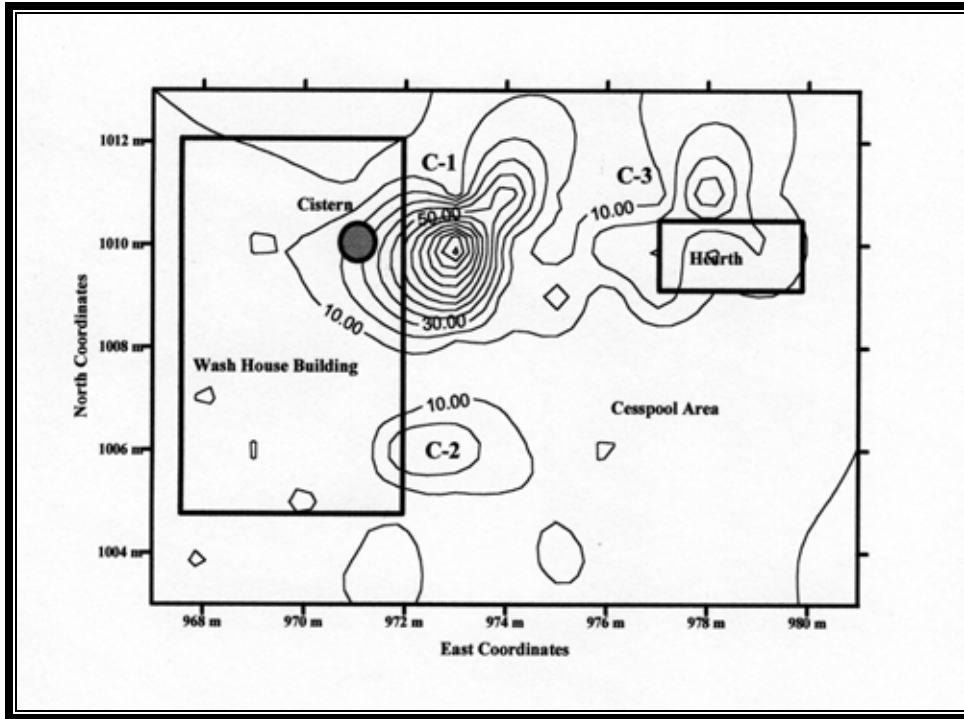 1012 m
C-1
C-3
Cistern
50.00
10.00
1010 m
Hearth
10.00
30.00
1008 m
Wash House Building
10.00
Cesspool Area
1006 m
C-2
1004 m
968 m
970 m
972 m
974 m
976 m
978 m
980 m
East Coordinates
North Coordinates